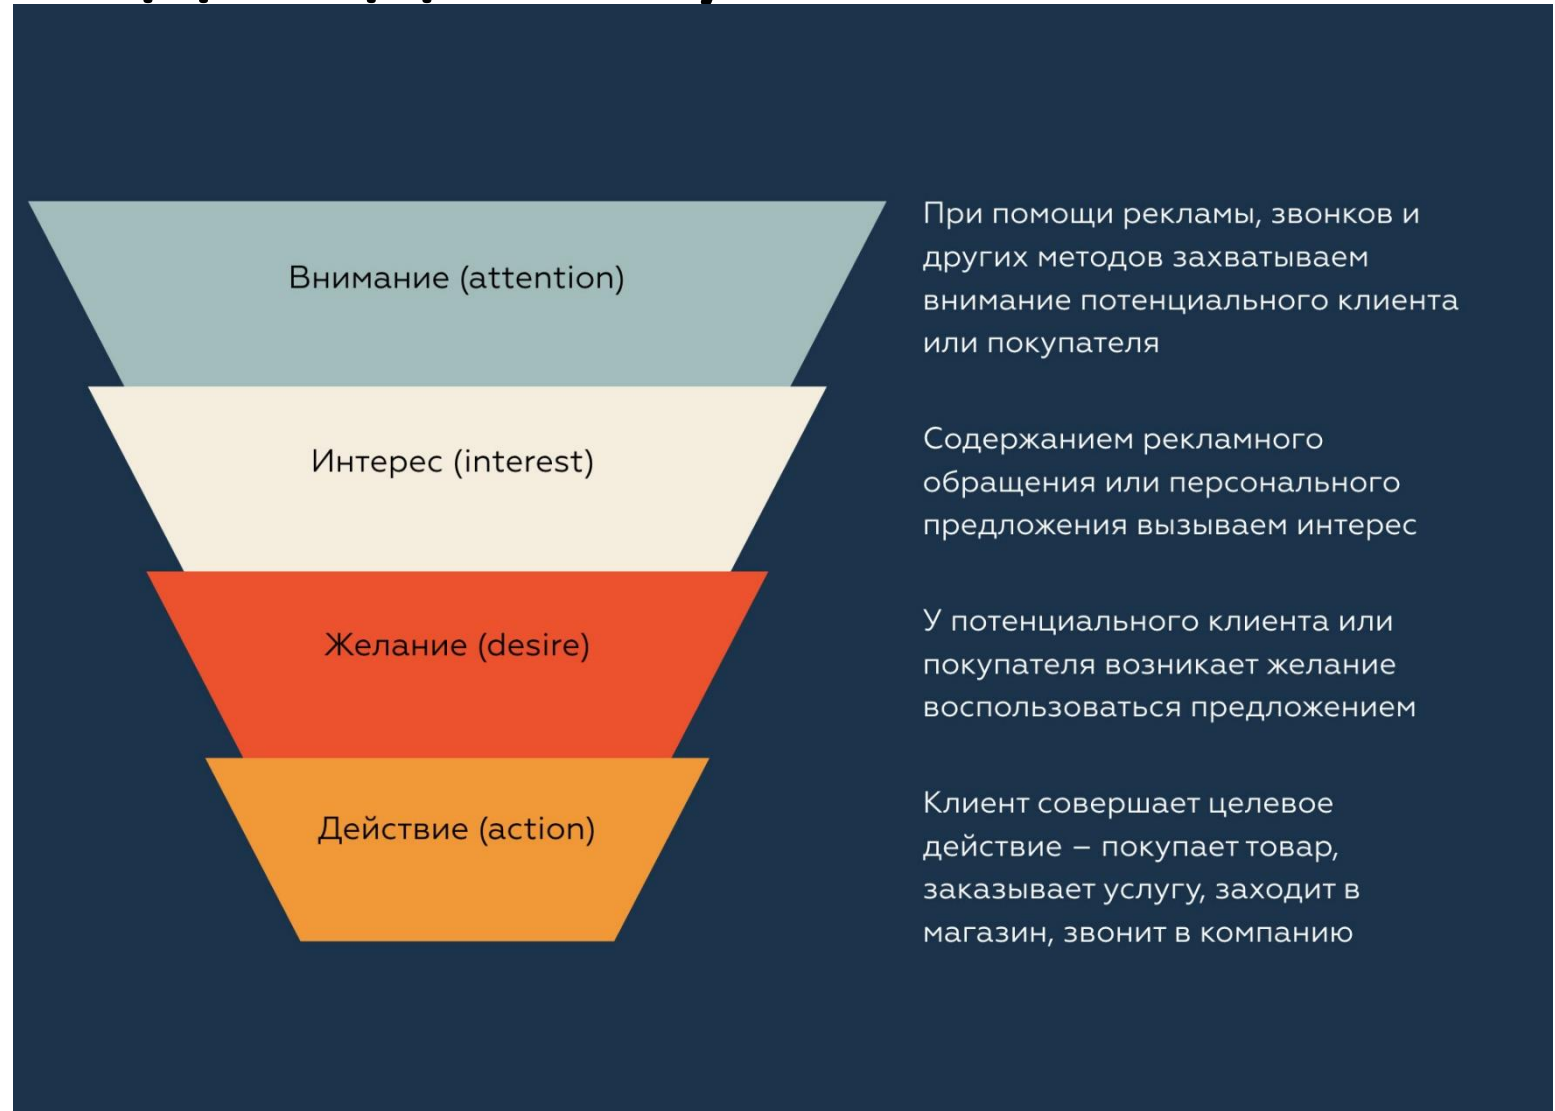 Внимание (attention)
При помощи рекламы, звонков и
других методов захватываем
внимание потенциального клиента
или покупателя
Интерес (interest)
Содержанием рекламного
обращения или персонального
предложения вызываем интерес
Желание (desire)
У потенциального клиента или
покупателя возникает желание
воспользоваться предложением
Действие (action)
Клиент совершает целевое
действие – покупает товар,
заказывает услугу, заходит в
магазин, звонит в компанию